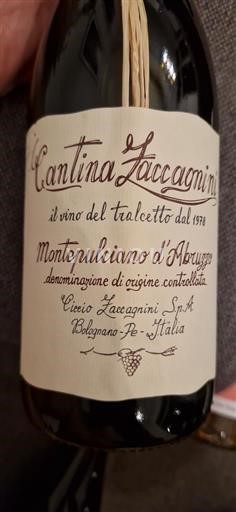 Cantina Zaccagnini
il vino del tralcetto dal 1978
Montepulciano d'Abruzzo
denominazione di origine controllata
Ciccio Zaccagnini S.p.A.
Bolognano-Pe-Italia